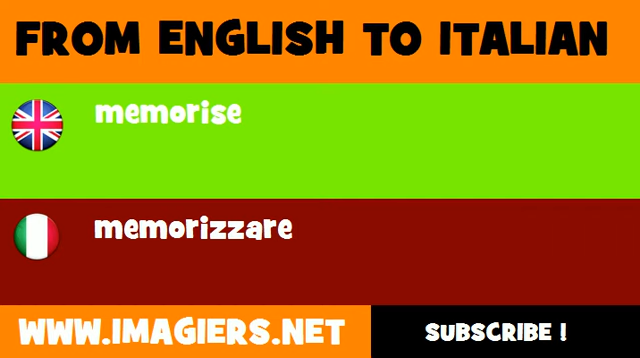 FROM ENGLISH TO ITALIAN
memorise
memorizzare
WWW.IMAGIERS.NET
SUBSCRIBE !